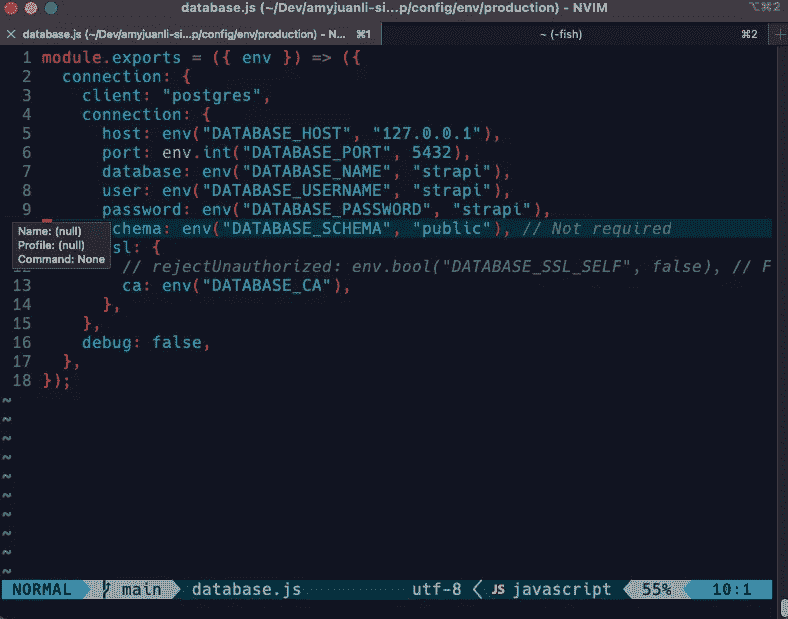 database.js (~/Dev/amyjuanli-si...p/config/env/production) - NVIM ⌥⌘2
✕ database.js (~/Dev/amyjuanli-si...p/config/env/production) - N... ⌘1 ~ (-fish) ⌘2 +
1 module.exports = ({ env }) => ({
2 connection: {
3 client: "postgres",
4 connection: {
5 host: env("DATABASE_HOST", "127.0.0.1"),
6 port: env.int("DATABASE_PORT", 5432),
7 database: env("DATABASE_NAME", "strapi"),
8 user: env("DATABASE_USERNAME", "strapi"),
9 password: env("DATABASE_PASSWORD", "strapi"),
chema: env("DATABASE_SCHEMA", "public"), // Not required
Name: (null)
Profile: (null)
Command: None
sl: {
// rejectUnauthorized: env.bool("DATABASE_SSL_SELF", false), // F
13 ca: env("DATABASE_CA"),
14 },
15 },
16 debug: false,
17 },
18 });
~
~
~
~
~
~
~
~
~
~
NORMAL main database.js utf-8 JS javascript 55% 10:1